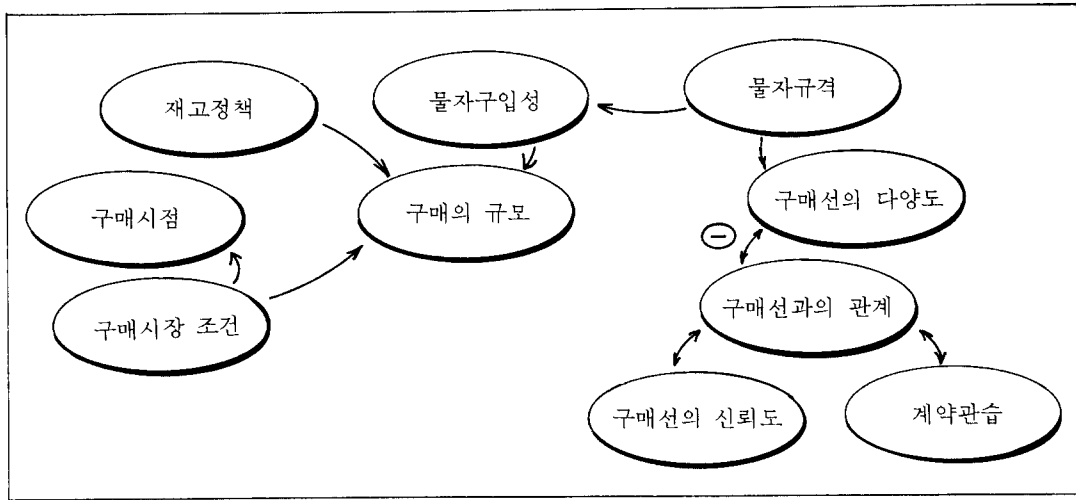 재고정책
물자구입성
물자규격
구매시점
구매의 규모
구매선의 다양도
⊖
구매시장 조건
구매선과의 관계
구매선의 신뢰도
계약관습